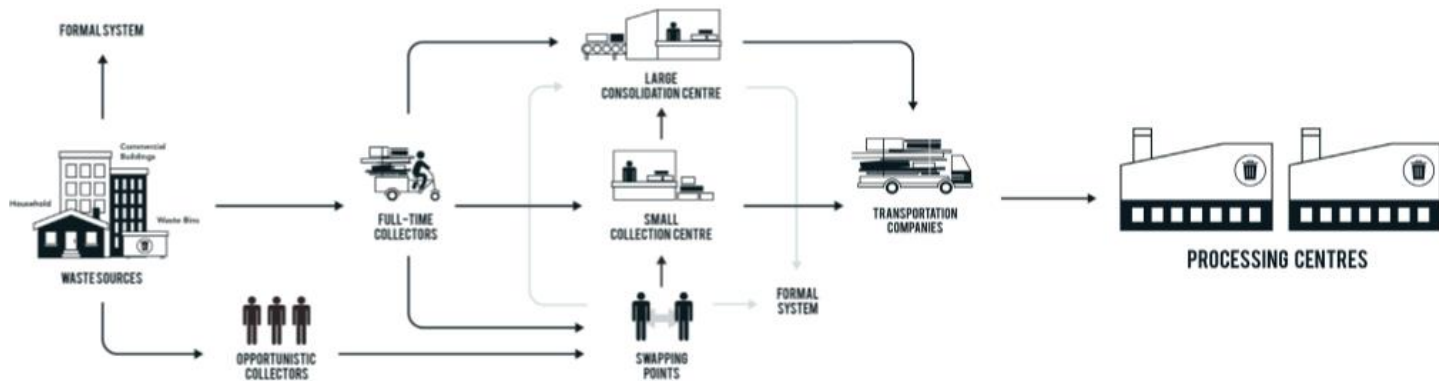 FORMAL SYSTEM
Commercial
Buildings
Household
Waste Bins
WASTE SOURCES
OPPORTUNISTIC
COLLECTORS
FULL-TIME
COLLECTORS
LARGE
CONSOLIDATION CENTRE
SMALL
COLLECTION CENTRE
SWAPPING
POINTS
FORMAL
SYSTEM
TRANSPORTATION
COMPANIES
PROCESSING CENTRES